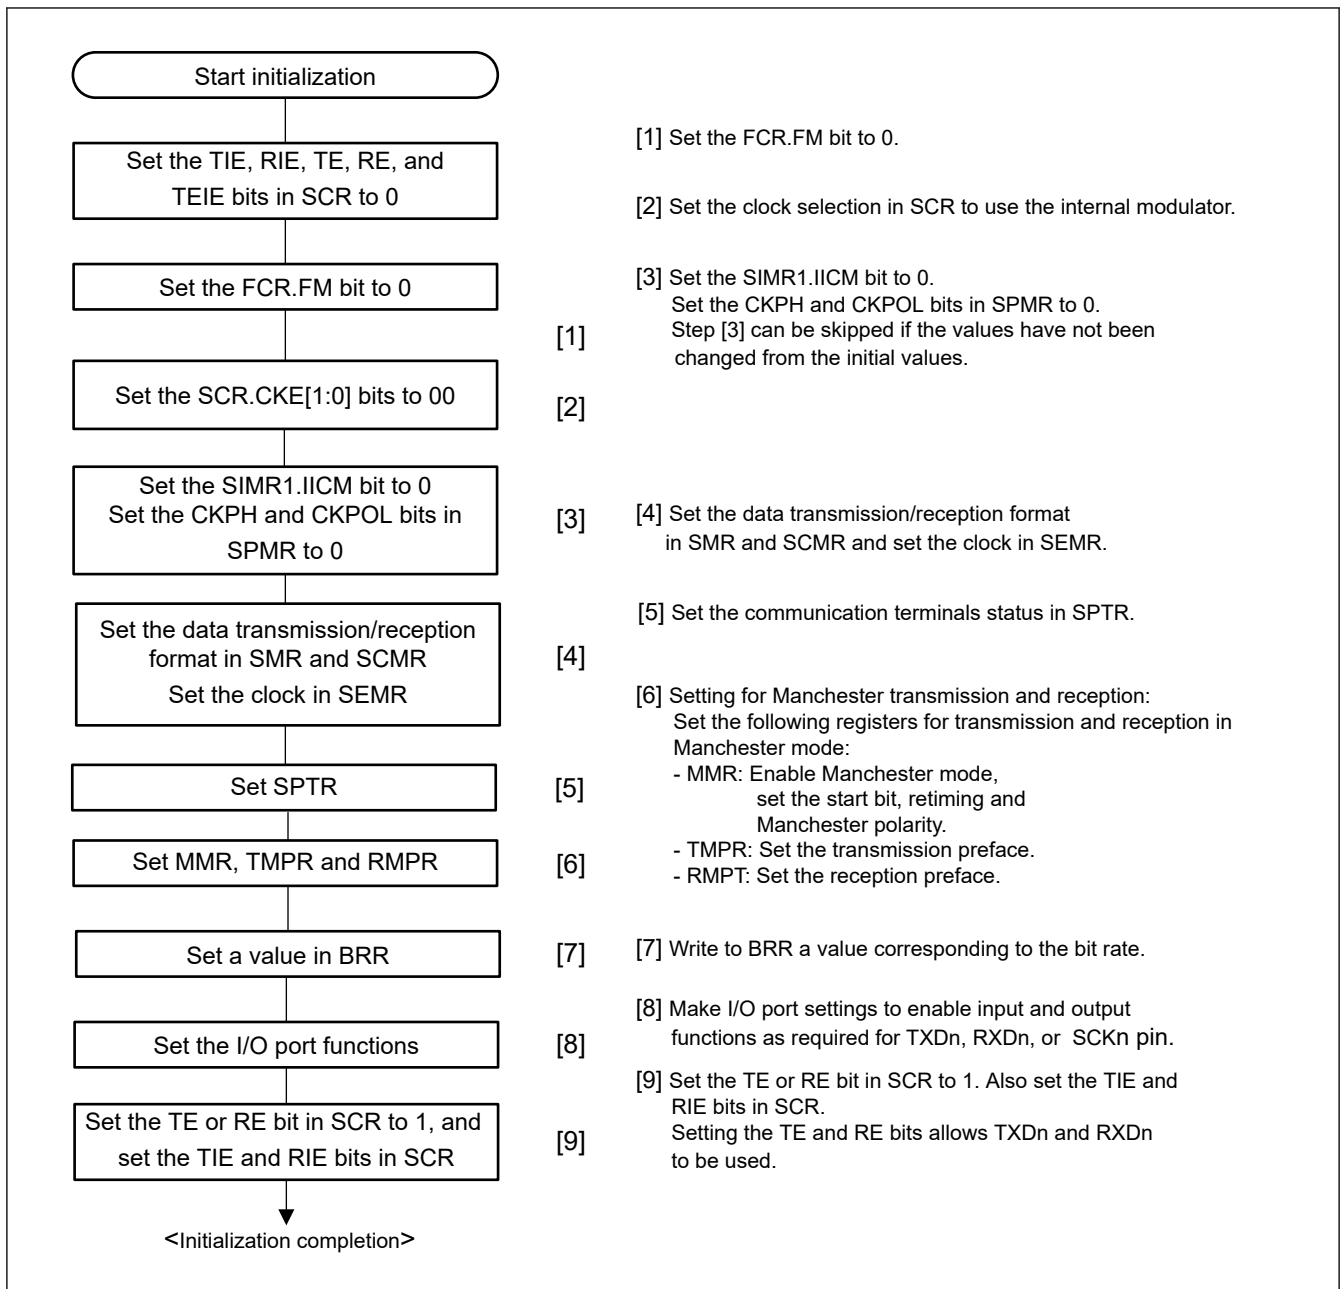 Start initialization
Set the TIE, RIE, TE, RE, and
TEIE bits in SCR to 0
Set the FCR.FM bit to 0
[1]
Set the SCR.CKE[1:0] bits to 00
[2]
Set the SIMR1.IICM bit to 0
Set the CKPH and CKPOL bits in
SPMR to 0
[3]
Set the data transmission/reception
format in SMR and SCMR
Set the clock in SEMR
[4]
Set SPTR
[5]
Set MMR, TMPR and RMPR
[6]
Set a value in BRR
[7]
Set the I/O port functions
[8]
Set the TE or RE bit in SCR to 1, and
set the TIE and RIE bits in SCR
[9]
<Initialization completion>
[1] Set the FCR.FM bit to 0.
[2] Set the clock selection in SCR to use the internal modulator.
[3] Set the SIMR1.IICM bit to 0.
Set the CKPH and CKPOL bits in SPMR to 0.
Step [3] can be skipped if the values have not been
changed from the initial values.
[4] Set the data transmission/reception format
in SMR and SCMR and set the clock in SEMR.
[5] Set the communication terminals status in SPTR.
[6] Setting for Manchester transmission and reception:
Set the following registers for transmission and reception in
Manchester mode:
- MMR: Enable Manchester mode,
set the start bit, retiming and
Manchester polarity.
- TMPR: Set the transmission preface.
- RMPT: Set the reception preface.
[7] Write to BRR a value corresponding to the bit rate.
[8] Make I/O port settings to enable input and output
functions as required for TXDn, RXDn, or SCKn pin.
[9] Set the TE or RE bit in SCR to 1. Also set the TIE and
RIE bits in SCR.
Setting the TE and RE bits allows TXDn and RXDn
to be used.